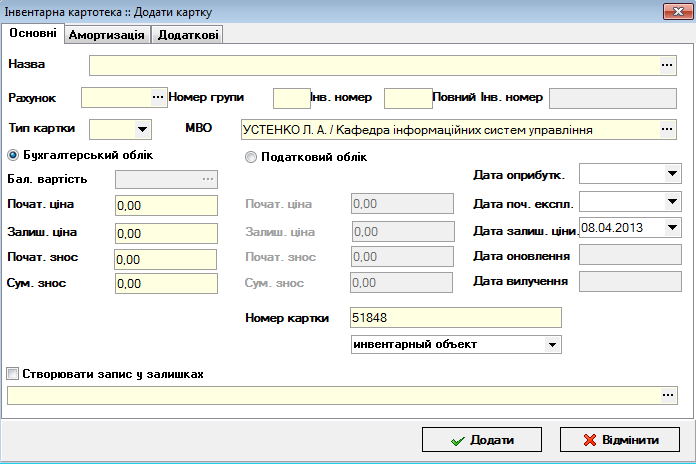 Інвентарна картотека :: Додати картку
Основні Амортизація Додаткові
Назва ...
Рахунок ... Номер групи Інв. номер Повний Інв. номер
Тип картки МВО УСТЕНКО Л. А. / Кафедра інформаційних систем управління ...
Бухгалтерський облік Податковий облік
Дата оприбутк.
Бал. вартість ...
Почат. ціна 0,00 Почат. ціна 0,00 Дата поч. експл.
Залиш. ціна 0,00 Залиш. ціна 0,00 Дата залиш. ціни. 08.04.2013
Почат. знос 0,00 Почат. знос 0,00 Дата оновлення
Сум. знос 0,00 Сум. знос 0,00 Дата вилучення
Номер картки 51848
инвентарный объект
Створювати запис у залишках
...
Додати Відмінити